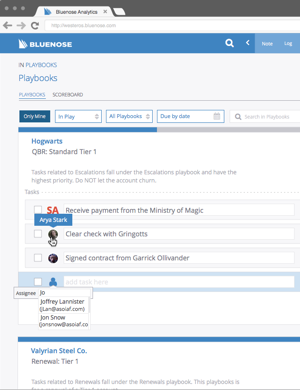 Bluenose Analytics
http://westeria.bluenose.com/
BLUENOSE
Note
Log
IN PLAYBOOKS
Playbooks
PLAYBOOKS
SCOREBOARD
Only Mine
In Play
All Playbooks
Due by date
Search In Playbooks
Hogwarts
QBR: Standard Tier 1
Tasks related to Escalations fall under the Escalations playbook and have the
highest priority. Do NOT let the account churn.
Tasks
SA Receive payment from the Ministry of Magic
Arya Stark
Clear check with Gringotts
Signed contract from Garrick Ollivander
add task here
Assignee
jo
Joffrey Lannister
(jLan@asoiaf.com)
Jon Snow
(jonsnow@asoiaf.co
Valyrian Steel Co.
Renewal: Tier 1
Tasks related to Renewals fall under the Renewals playbook. This playbook is